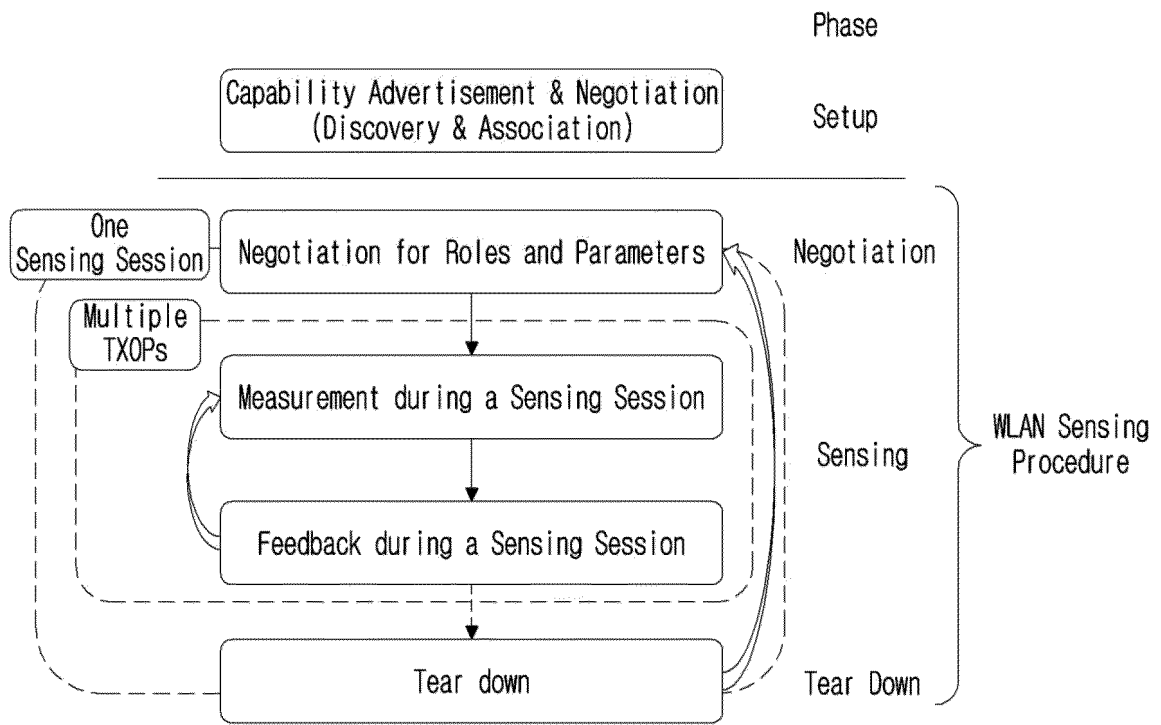 Phase
Capability Advertisement & Negotiation
(Discovery & Association)
Setup
One
Sensing Session
Negotiation for Roles and Parameters
Negotiation
Multiple
TXOPs
Measurement during a Sensing Session
Sensing
WLAN Sensing
Procedure
Feedback during a Sensing Session
Tear down
Tear Down